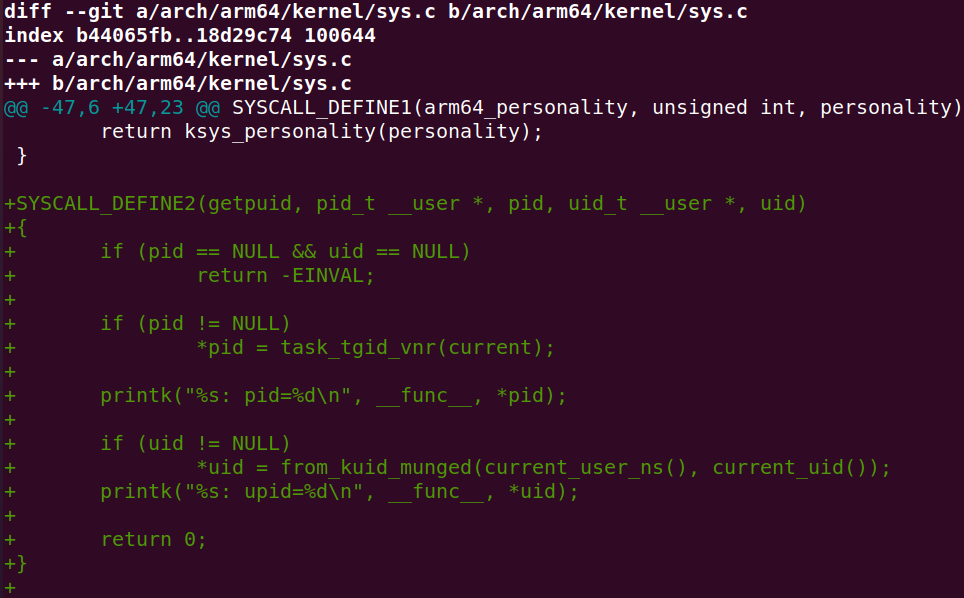 diff --git a/arch/arm64/kernel/sys.c b/arch/arm64/kernel/sys.c
index b44065fb..18d29c74 100644
--- a/arch/arm64/kernel/sys.c
+++ b/arch/arm64/kernel/sys.c
@@ -47,6 +47,23 @@ SYSCALL_DEFINE1(arm64_personality, unsigned int, personality)
        return ksys_personality(personality);
 }

+SYSCALL_DEFINE2(getpuid, pid_t __user *, pid, uid_t __user *, uid)
+{
+       if (pid == NULL && uid == NULL)
+               return -EINVAL;
+
+       if (pid != NULL)
+               *pid = task_tgid_vnr(current);
+
+       printk("%s: pid=%d\n", __func__, *pid);
+
+       if (uid != NULL)
+               *uid = from_kuid_munged(current_user_ns(), current_uid());
+       printk("%s: upid=%d\n", __func__, *uid);
+
+       return 0;
+}
+